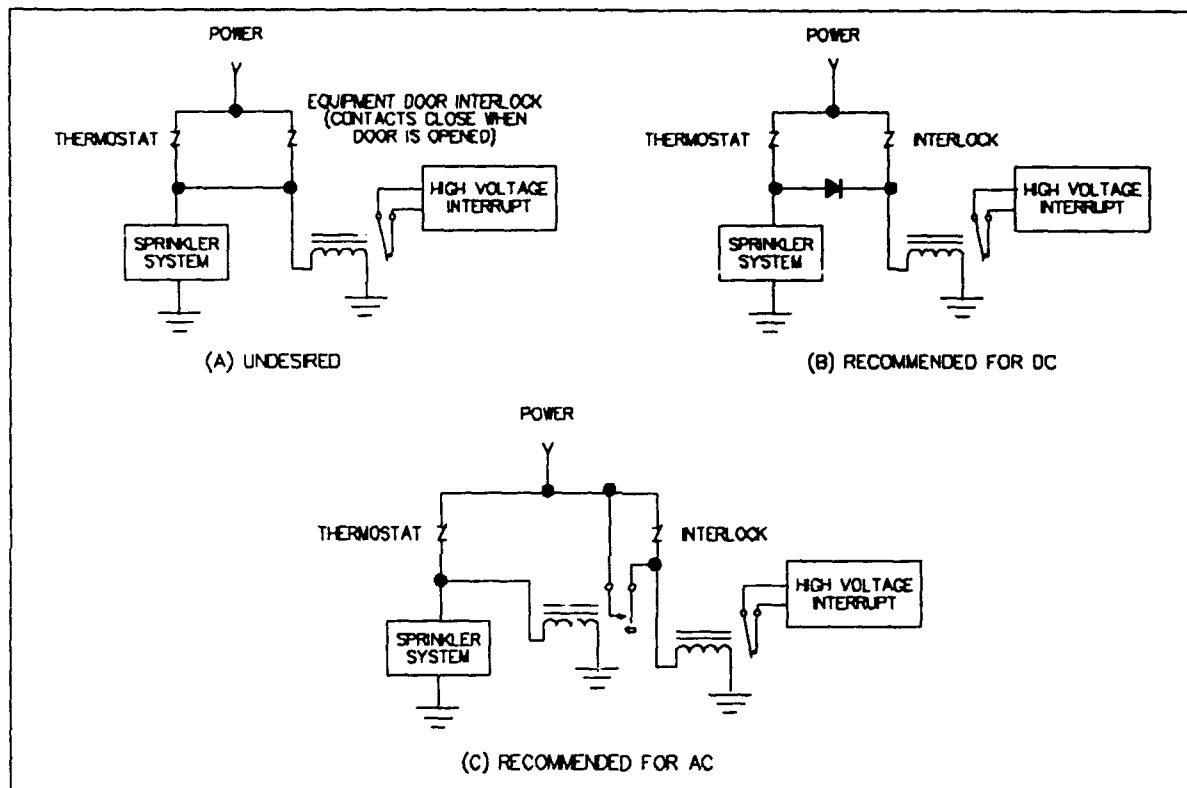 POWER
EQUIPMENT DOOR INTERLOCK
(CONTACTS CLOSE WHEN
DOOR IS OPENED)
THERMOSTAT
HIGH VOLTAGE
INTERRUPT
SPRINKLER
SYSTEM
(A) UNDESIRED
POWER
THERMOSTAT
INTERLOCK
HIGH VOLTAGE
INTERRUPT
SPRINKLER
SYSTEM
(B) RECOMMENDED FOR DC
POWER
THERMOSTAT
INTERLOCK
HIGH VOLTAGE
INTERRUPT
SPRINKLER
SYSTEM
(C) RECOMMENDED FOR AC